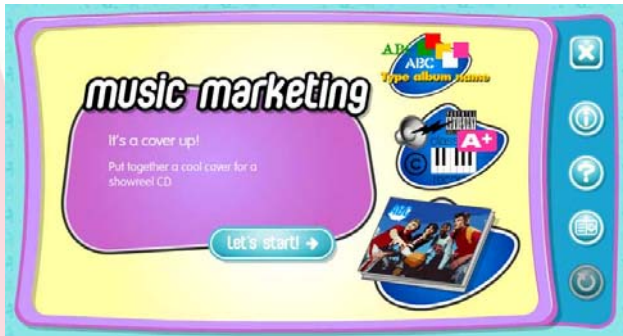 music marketing
It's a cover up!
Put together a cool cover for a
showreel CD.
Let's start!
ABC
ABC
Type album name
A+